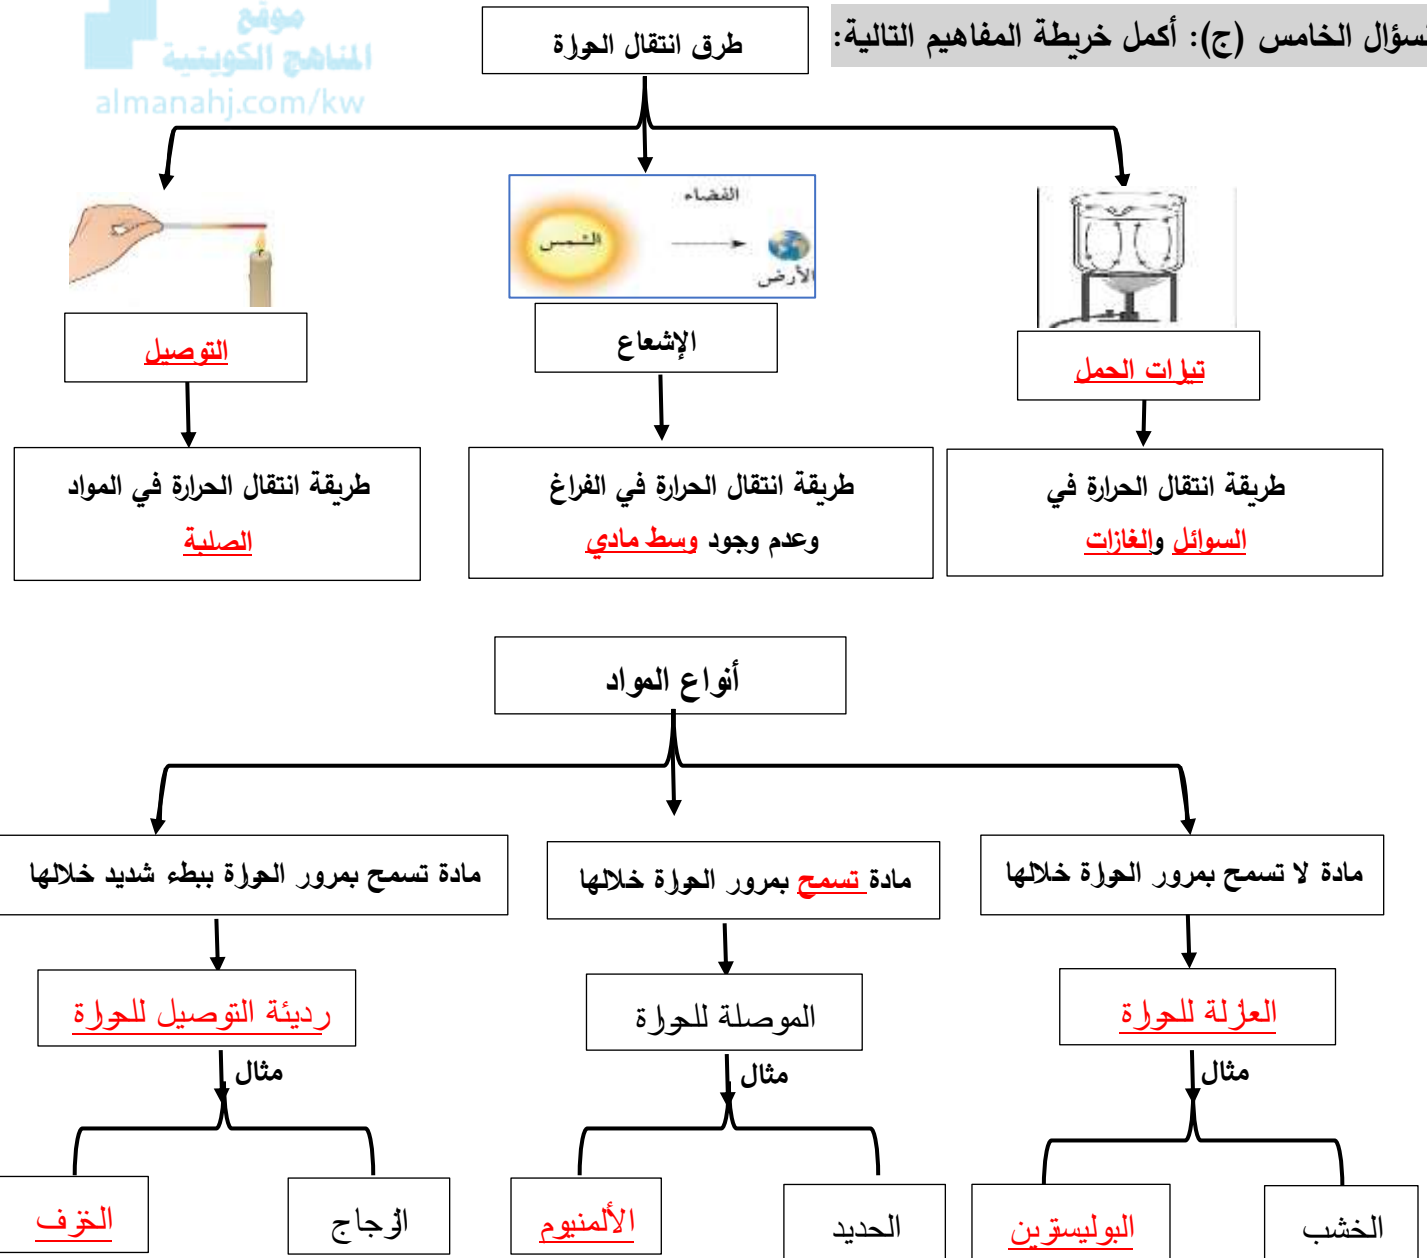 موقع
المناهج الكويتية
almanahj.com/kw
سؤال الخامس (ج): أكمل خريطة المفاهيم التالية:
طرق انتقال الحرارة
الفضاء
الشمس
الأرض
تيارات الحمل
الإشعاع
التوصيل
طريقة انتقال الحرارة في
السوائل والغازات
طريقة انتقال الحرارة في الفراغ
وعدم وجود وسط مادي
طريقة انتقال الحرارة في المواد
الصلبة
أنواع المواد
مادة لا تسمح بمرور الحرارة خلالها
مادة تسمح بمرور الحرارة خلالها
مادة تسمح بمرور الحرارة ببطء شديد خلالها
العازلة للحرارة
الموصلة للحرارة
رديئة التوصيل للحرارة
مثال
مثال
مثال
الخشب
البوليسترين
الحديد
الألمنيوم
الزجاج
الخزف